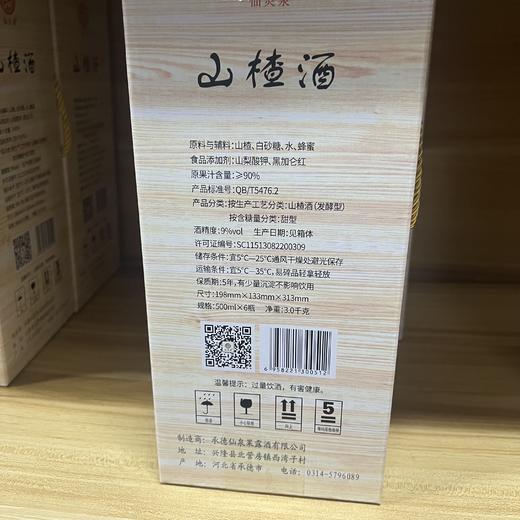 山楂酒
原料与辅料:山楂、白砂糖、水、蜂蜜
食品添加剂:山梨酸钾、黑加仑红
原果汁含量:≥90%
产品标准号:QB/T5476.2
产品分类:按生产工艺分类:山楂酒(发酵型)
按含糖量分类:甜型
酒精度:9%vol 生产日期:见箱体
许可证编号:SC11513082200309
储存条件:宜5°C—25°C通风干燥处避光保存
运输条件:宜5°C—35°C,易碎品轻拿轻放
保质期:5年,有少量沉淀不影响饮用
尺寸:198mm×133mm×313mm
规格:500ml×6瓶 净重:3.0千克
6 958221 300512
温馨提示:过量饮酒,有害健康。
小心轻放
向上
5
制造商:承德仙泉果露酒有限公司
地址:兴隆县北营房镇西湾子村
产地:河北省承德市 电话:0314-5796089